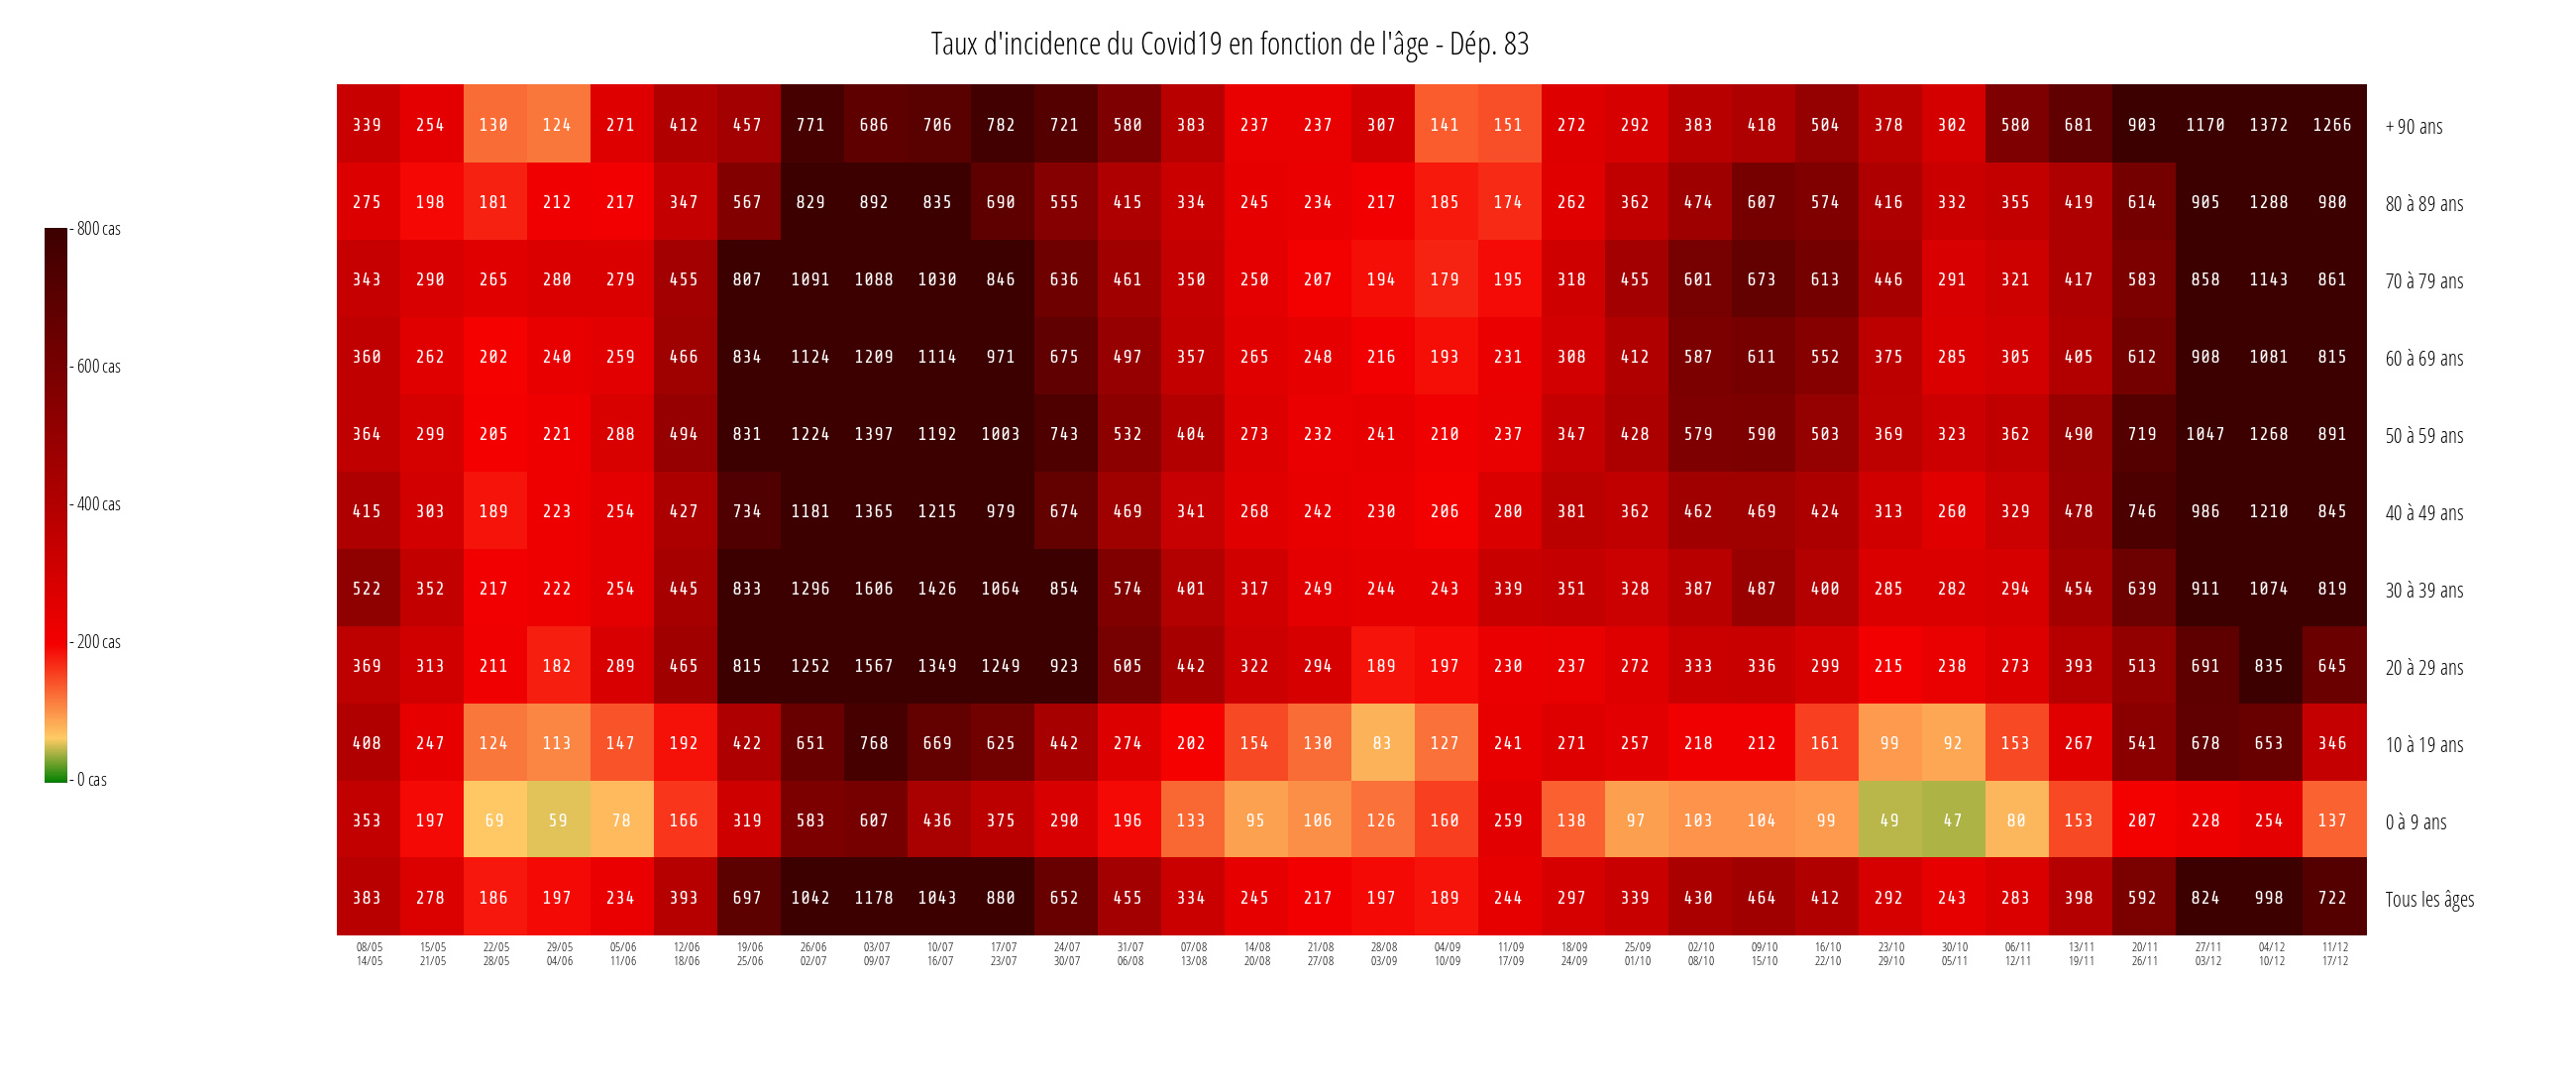 Taux d'incidence du Covid19 en fonction de l'âge - Dép. 83
339 254 130 124 271 412 457 771 686 706 782 721 580 383 237 237 307 141 151 272 292 383 418 504 378 302 580 681 903 1170 1372 1266 + 90 ans
275 198 181 212 217 347 567 829 892 835 690 555 415 334 245 234 217 185 174 262 362 474 607 574 416 332 355 419 614 905 1288 980 80 à 89 ans
343 290 265 280 279 455 807 1091 1088 1030 846 636 461 350 250 207 194 179 195 318 455 601 673 613 446 291 321 417 583 858 1143 861 70 à 79 ans
360 262 202 240 259 466 834 1124 1209 1114 971 675 497 357 265 248 216 193 231 308 412 587 611 552 375 285 305 405 612 908 1081 815 60 à 69 ans
364 299 205 221 288 494 831 1224 1397 1192 1003 743 532 404 273 232 241 210 237 347 428 579 590 503 369 323 362 490 719 1047 1268 891 50 à 59 ans
415 303 189 223 254 427 734 1181 1365 1215 979 674 469 341 268 242 230 206 280 381 362 462 469 424 313 260 329 478 746 986 1210 845 40 à 49 ans
522 352 217 222 254 445 833 1296 1606 1426 1064 854 574 401 317 249 244 243 339 351 328 387 487 400 285 282 294 454 639 911 1074 819 30 à 39 ans
369 313 211 182 289 465 815 1252 1567 1349 1249 923 605 442 322 294 189 197 230 237 272 333 336 299 215 238 273 393 513 691 835 645 20 à 29 ans
408 247 124 113 147 192 422 651 768 669 625 442 274 202 154 130 83 127 241 271 257 218 212 161 99 92 153 267 541 678 653 346 10 à 19 ans
353 197 69 59 78 166 319 583 607 436 375 290 196 133 95 106 126 160 259 138 97 103 104 99 49 47 80 153 207 228 254 137 0 à 9 ans
383 278 186 197 234 393 697 1042 1178 1043 880 652 455 334 245 217 197 189 244 297 339 430 464 412 292 243 283 398 592 824 998 722 Tous les âges
08/05 15/05 22/05 29/05 05/06 12/06 19/06 26/06 03/07 10/07 17/07 24/07 31/07 07/08 14/08 21/08 28/08 04/09 11/09 18/09 25/09 02/10 09/10 16/10 23/10 30/10 06/11 13/11 20/11 27/11 04/12 11/12
14/05 21/05 28/05 04/06 11/06 18/06 25/06 02/07 09/07 16/07 23/07 30/07 06/08 13/08 20/08 27/08 03/09 10/09 17/09 24/09 01/10 08/10 15/10 22/10 29/10 05/11 12/11 19/11 26/11 03/12 10/12 17/12
- 800 cas
- 600 cas
- 400 cas
- 200 cas
- 0 cas